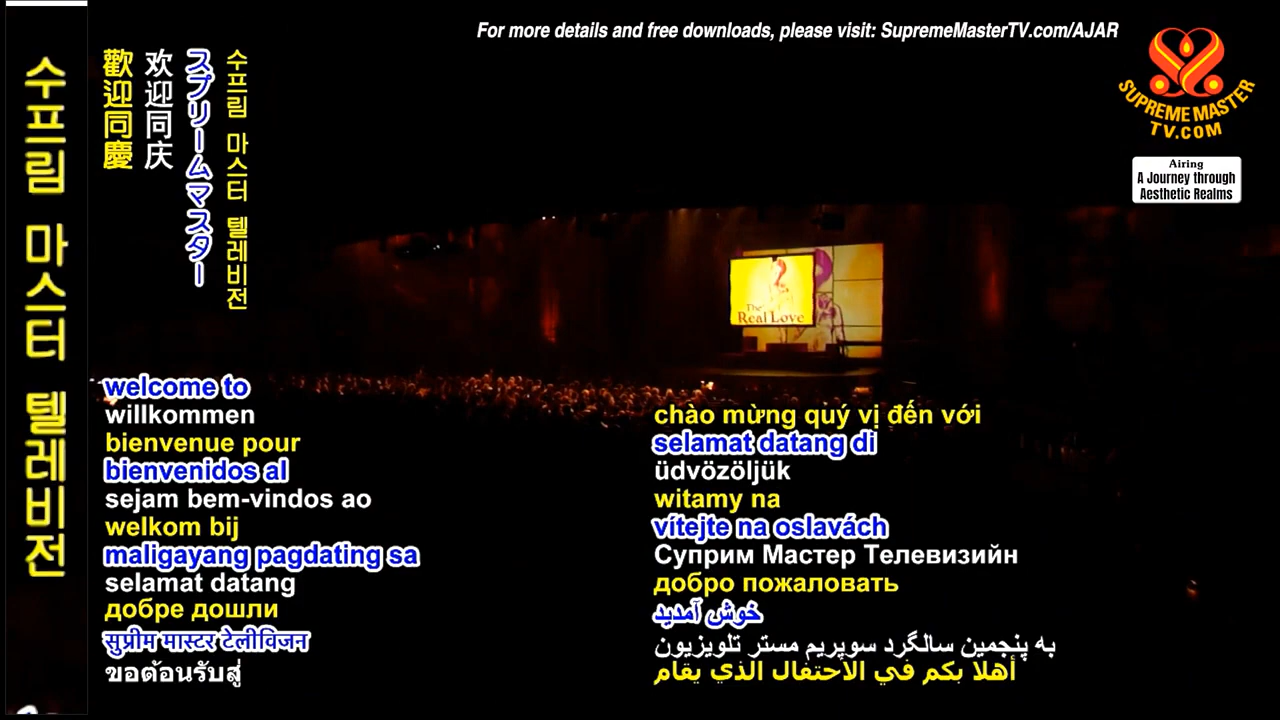 For more details and free downloads, please visit: SupremeMasterTV.com/AJAR
SUPREME MASTER
TV.COM
Airing
A Journey through
Aesthetic Realms
수프림 마스터 텔레비전
歡迎同慶
欢迎同庆
スプリームマスター
수프림 마스터 텔레비전
The
Real Love
welcome to
willkommen
bienvenue pour
bienvenidos al
sejam bem-vindos ao
welkom bij
maligayang pagdating sa
selamat datang
добре дошли
सुप्रीम मास्टर टेलीविजन
ขอต้อนรับสู่
chào mừng quý vị đến với
selamat datang di
üdvözöljük
witamy na
vítejte na oslavách
Суприм Мастер Телевизийн
добро пожаловать
خوش آمدید
به پنجمین سالگرد سوپریم مستر تلویزیون
أهلا بكم في الاحتفال الذي يقام